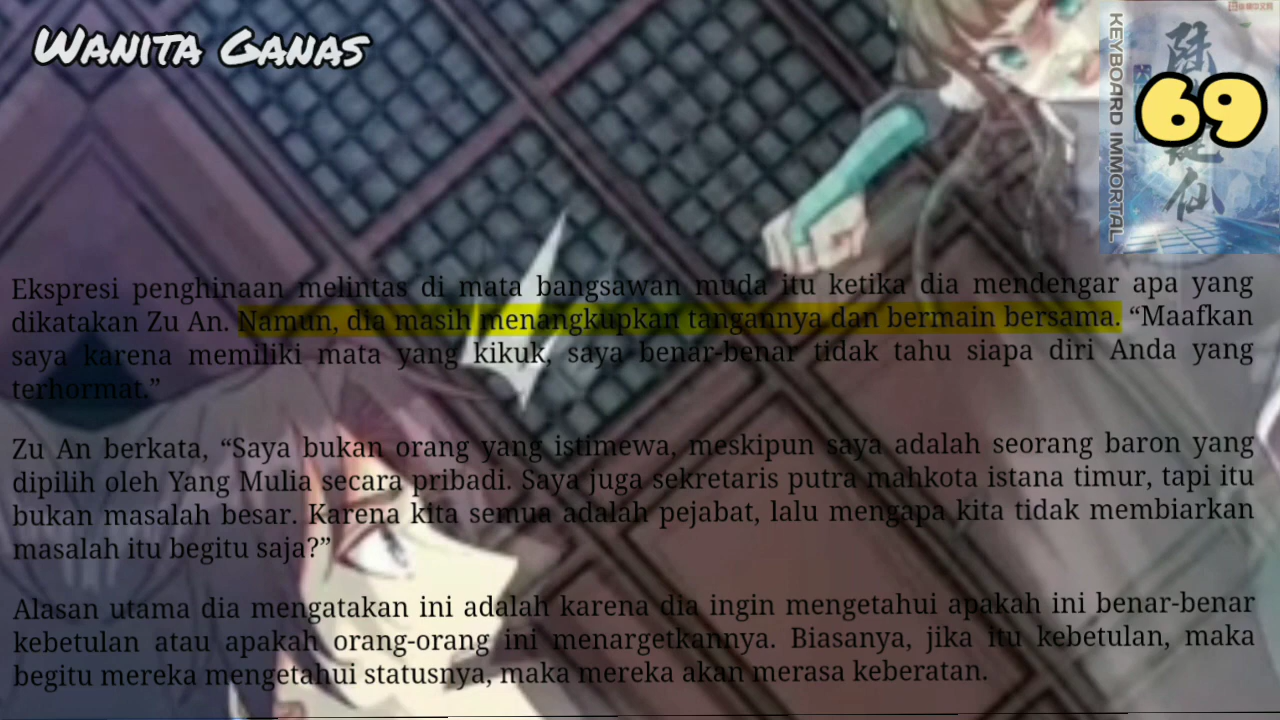 Wanita Ganas
KEYBOARD IMMORTAL
69
陆
仙
Ekspresi penghinaan melintas di mata bangsawan muda itu ketika dia mendengar apa yang
dikatakan Zu An. Namun, dia masih menangkupkan tangannya dan bermain bersama. “Maafkan
saya karena memiliki mata yang kikuk, saya benar-benar tidak tahu siapa diri Anda yang
terhormat.”
Zu An berkata, “Saya bukan orang yang istimewa, meskipun saya adalah seorang baron yang
dipilih oleh Yang Mulia secara pribadi. Saya juga sekretaris putra mahkota istana timur, tapi itu
bukan masalah besar. Karena kita semua adalah pejabat, lalu mengapa kita tidak membiarkan
masalah itu begitu saja?”
Alasan utama dia mengatakan ini adalah karena dia ingin mengetahui apakah ini benar-benar
kebetulan atau apakah orang-orang ini menargetkannya. Biasanya, jika itu kebetulan, maka
begitu mereka mengetahui statusnya, maka mereka akan merasa keberatan.